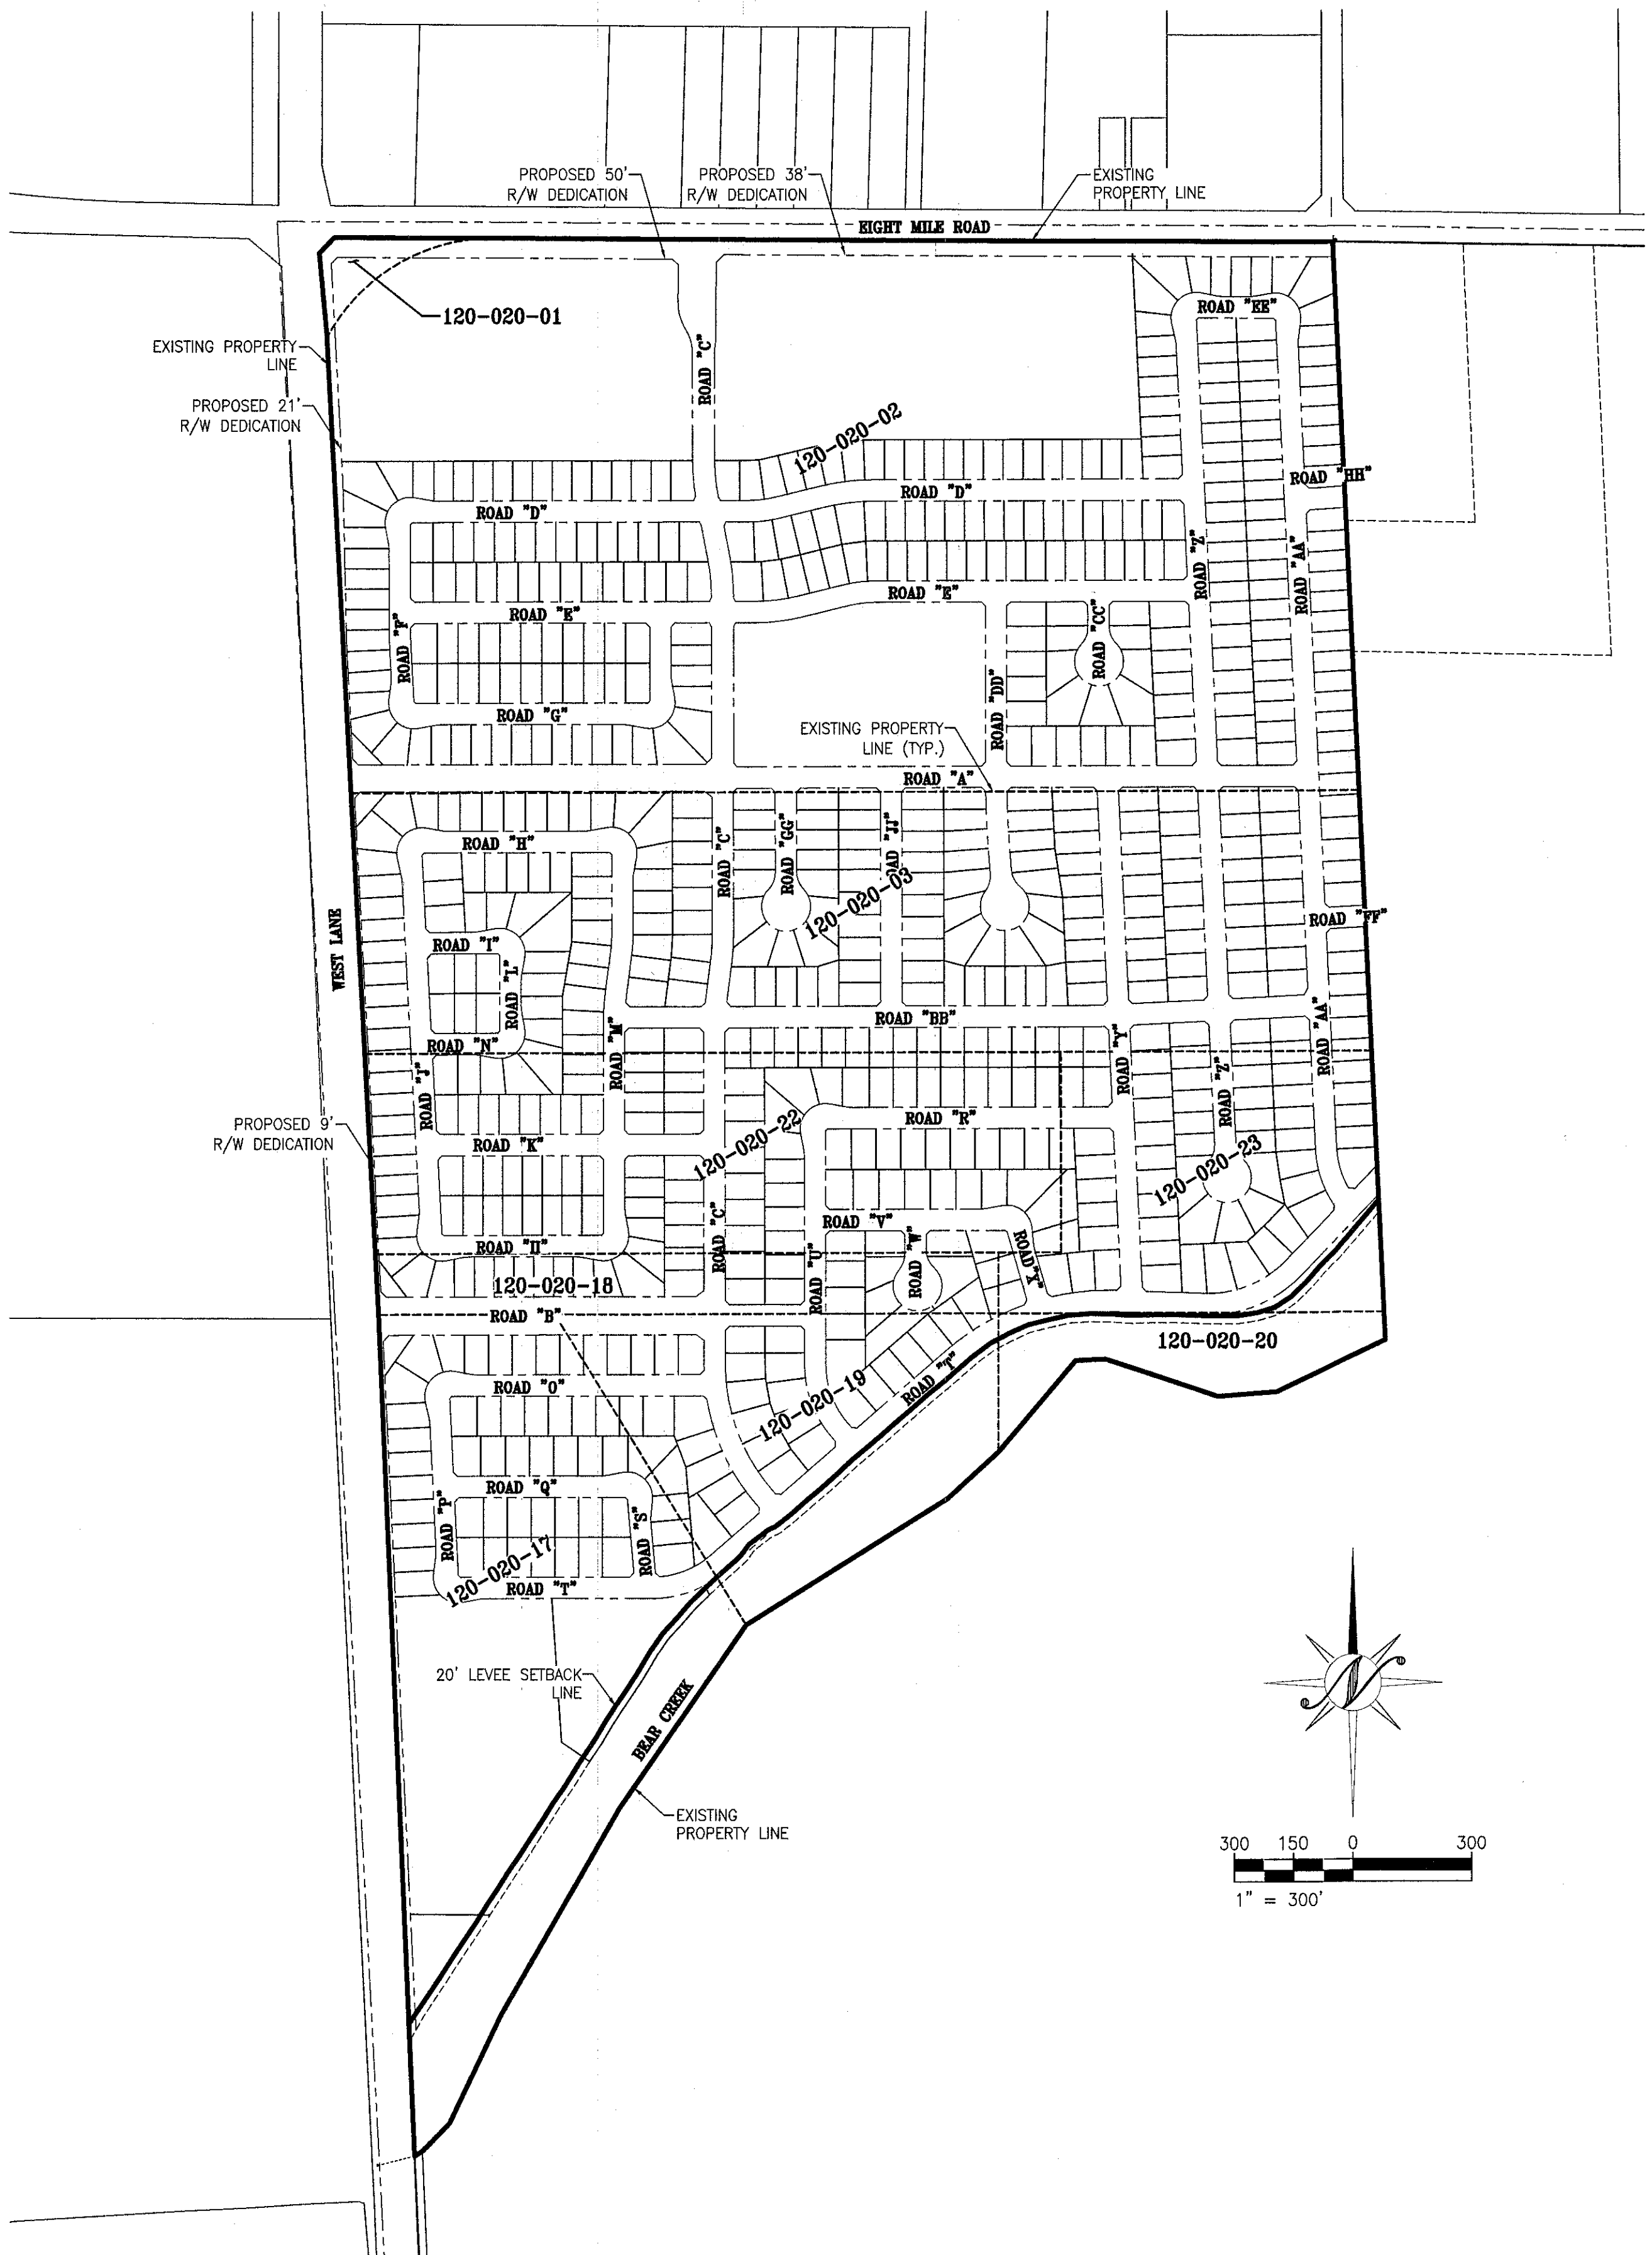 PROPOSED 50'
R/W DEDICATION
PROPOSED 38'
R/W DEDICATION
EXISTING
PROPERTY LINE
EIGHT MILE ROAD
120-020-01
ROAD "EE"
EXISTING PROPERTY
LINE
ROAD "C"
PROPOSED 21'
R/W DEDICATION
120-020-02
ROAD "HH"
ROAD "D"
ROAD "D"
ROAD "Z"
ROAD "AA"
ROAD "E"
ROAD "E"
ROAD "F"
ROAD "CC"
ROAD "DD"
ROAD "G"
EXISTING PROPERTY
LINE (TYP.)
ROAD "A"
ROAD "H"
ROAD "C"
ROAD "GG"
ROAD "JJ"
120-020-03
ROAD "FF"
WEST LANE
ROAD "I"
ROAD "L"
ROAD "BB"
ROAD "N"
ROAD "M"
ROAD "Y"
ROAD "AA"
ROAD "J"
ROAD "Z"
PROPOSED 9'
R/W DEDICATION
ROAD "R"
120-020-22
ROAD "K"
120-020-23
ROAD "V"
ROAD "C"
ROAD "II"
ROAD "U"
ROAD "W"
ROAD "X"
120-020-18
ROAD "B"
120-020-20
ROAD "O"
120-020-19
ROAD "T"
ROAD "Q"
ROAD "P"
ROAD "S"
120-020-17
ROAD "T"
20' LEVEE SETBACK
LINE
BEAR CREEK
EXISTING
PROPERTY LINE
300 150 0 300
1" = 300'